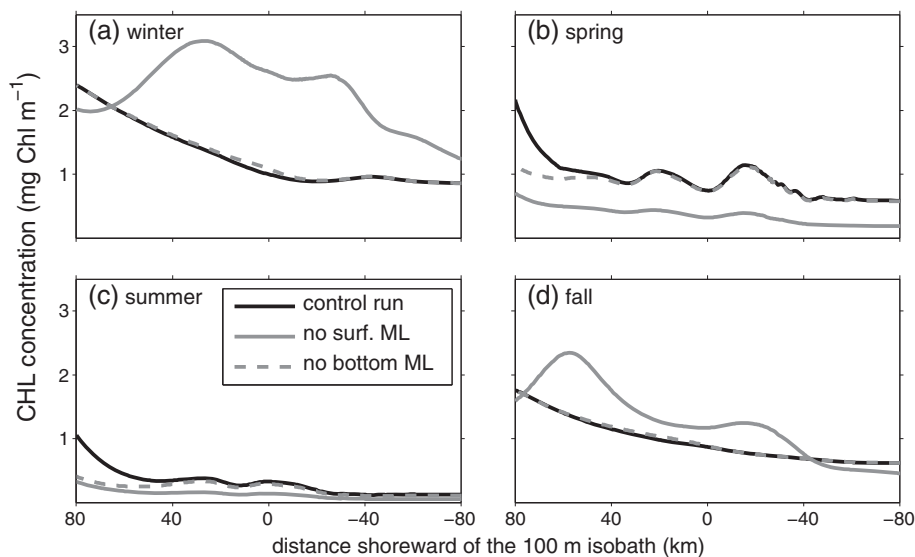 (a) winter
(b) spring
3
2
1
CHL concentration (mg Chl m−1)
(c) summer
(d) fall
control run
no surf. ML
no bottom ML
3
2
1
80 40 0 −40 −80
80 40 0 −40 −80
distance shoreward of the 100 m isobath (km)